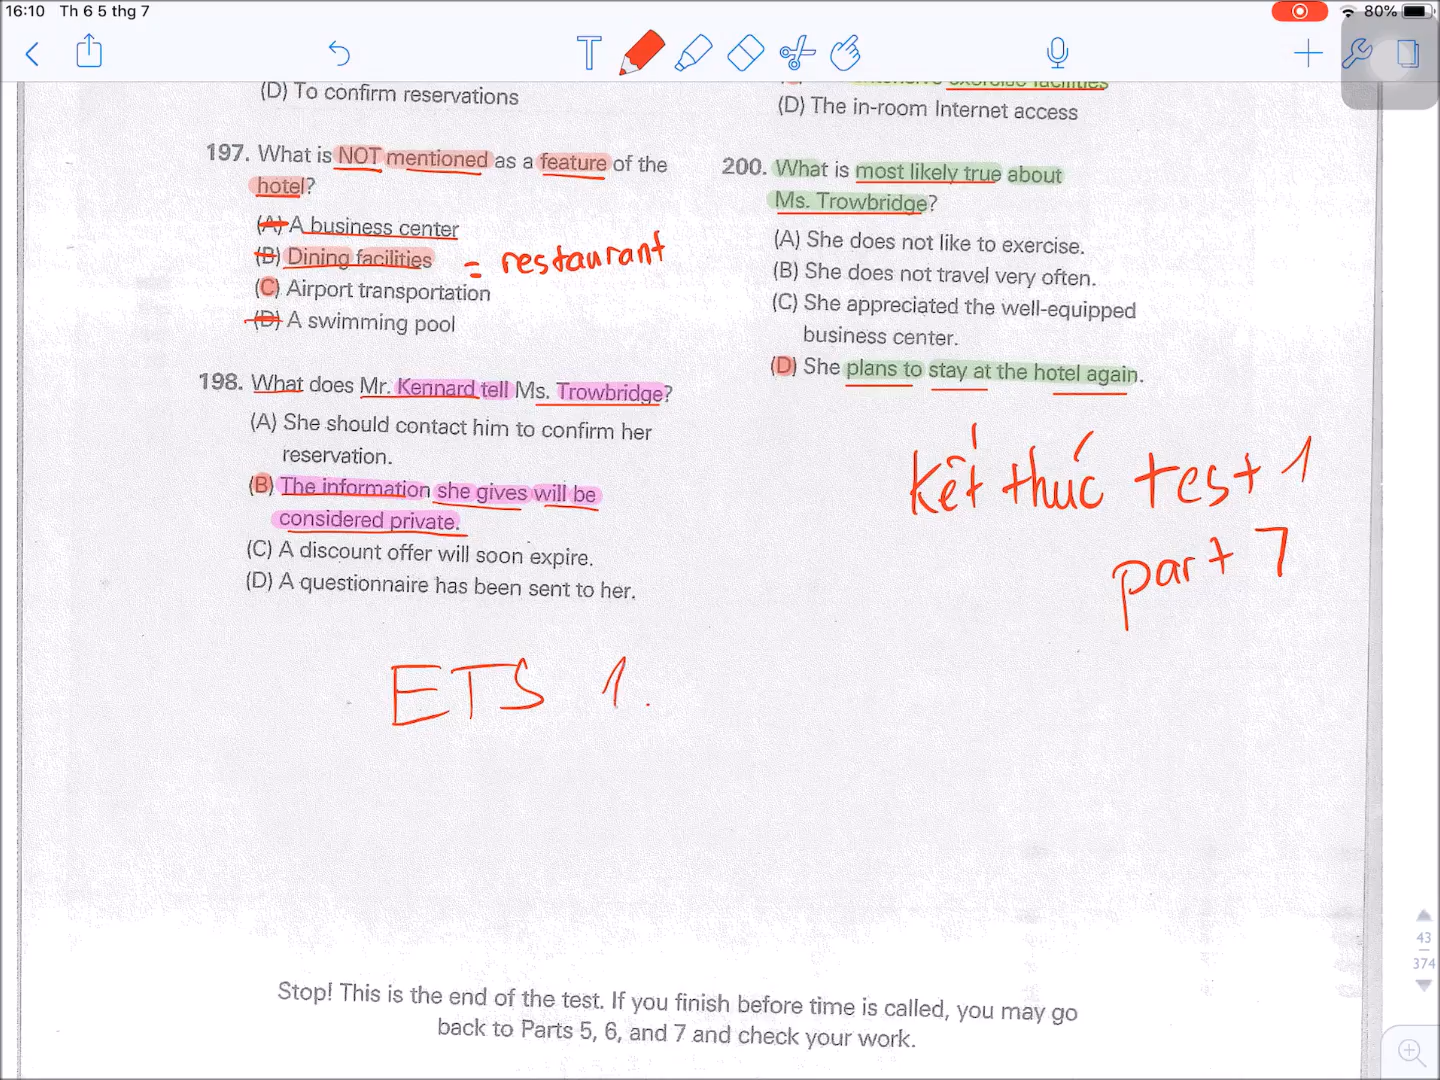 16:10 Th 6 5 thg 7
80%
(D) To confirm reservations
exercise facilities
(D) The in-room Internet access
197. What is NOT mentioned as a feature of the
hotel?
(A) A business center
(B) Dining facilities = restaurant
(C) Airport transportation
(D) A swimming pool
198. What does Mr. Kennard tell Ms. Trowbridge?
(A) She should contact him to confirm her
reservation.
(B) The information she gives will be
considered private.
(C) A discount offer will soon expire.
(D) A questionnaire has been sent to her.
200. What is most likely true about
Ms. Trowbridge?
(A) She does not like to exercise.
(B) She does not travel very often.
(C) She appreciated the well-equipped
business center.
(D) She plans to stay at the hotel again.
kết thúc test 1
part 7
ETS 1.
43
374
Stop! This is the end of the test. If you finish before time is called, you may go
back to Parts 5, 6, and 7 and check your work.